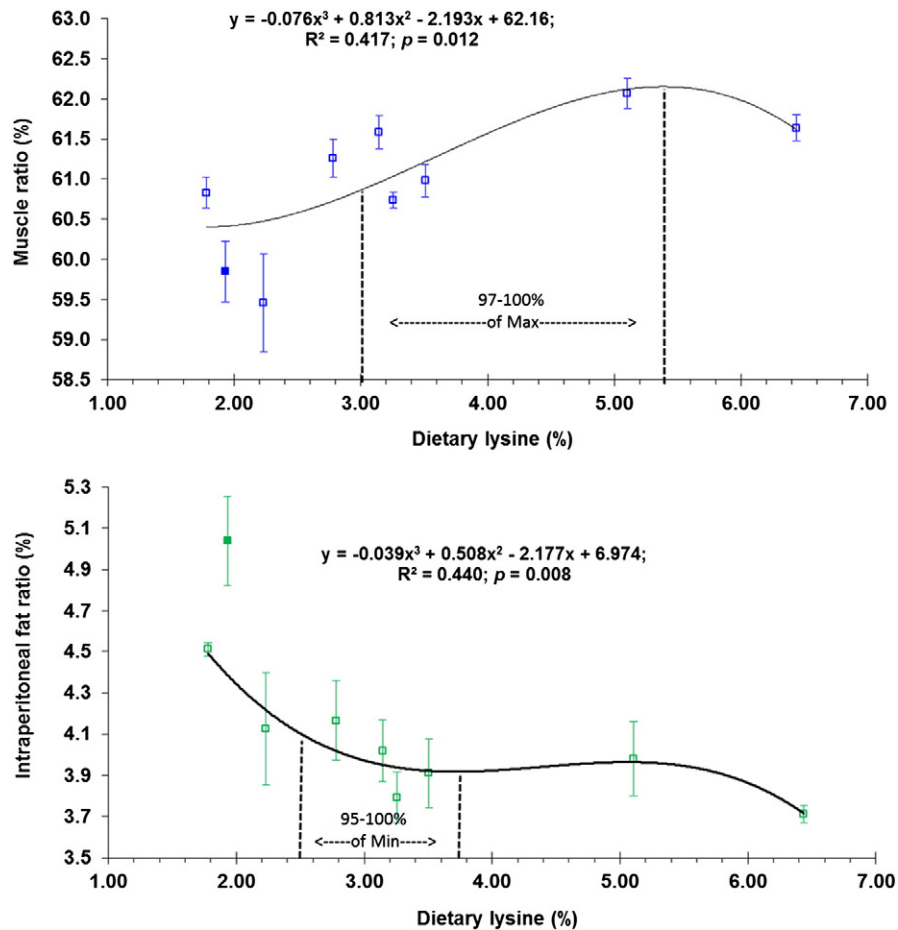 y = -0.076x³ + 0.813x² - 2.193x + 62.16;
R² = 0.417; p = 0.012
63.0
62.5
62.0
61.5
61.0
60.5
60.0
59.5
59.0
58.5
Muscle ratio (%)
97-100%
<--------------of Max-------------->
1.00 2.00 3.00 4.00 5.00 6.00 7.00
Dietary lysine (%)
y = -0.039x³ + 0.508x² - 2.177x + 6.974;
R² = 0.440; p = 0.008
5.3
5.1
4.9
4.7
4.5
4.3
4.1
3.9
3.7
3.5
Intraperitoneal fat ratio (%)
95-100%
<-----of Min---->
1.00 2.00 3.00 4.00 5.00 6.00 7.00
Dietary lysine (%)